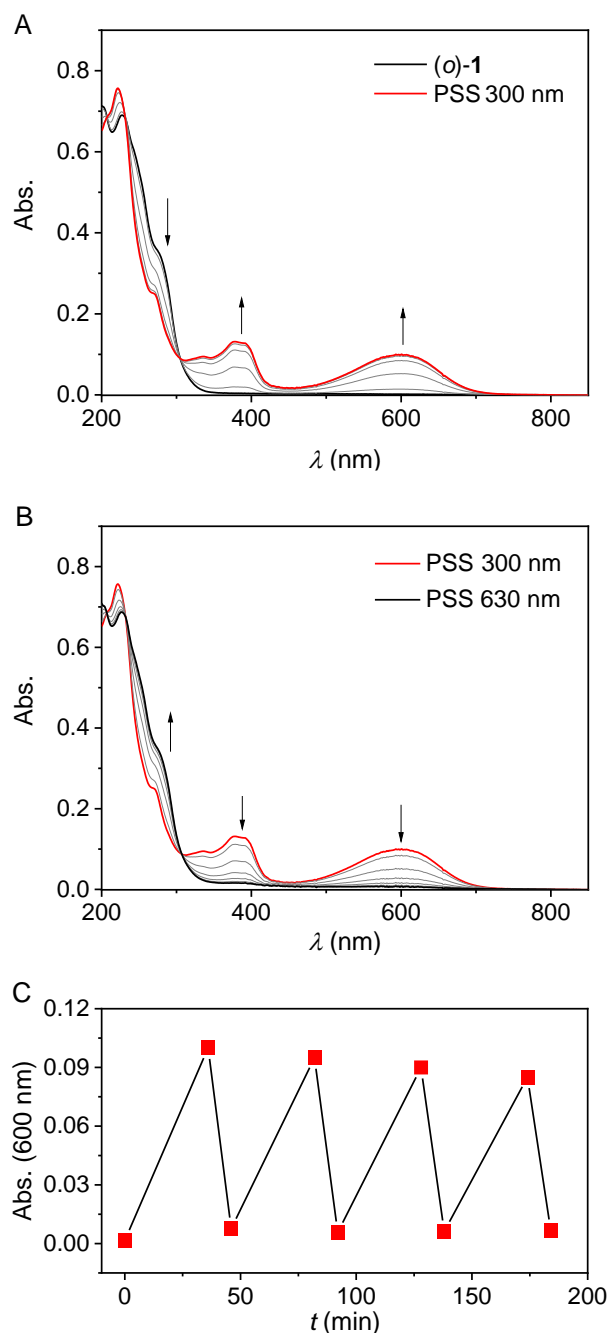 A
(o)-1
PSS 300 nm
0.8
0.6
0.4
0.2
0.0
Abs.
200 400 600 800
λ (nm)
B
PSS 300 nm
PSS 630 nm
0.8
0.6
0.4
0.2
0.0
Abs.
200 400 600 800
λ (nm)
C
0.12
0.09
0.06
0.03
0.00
Abs. (600 nm)
0 50 100 150 200
t (min)